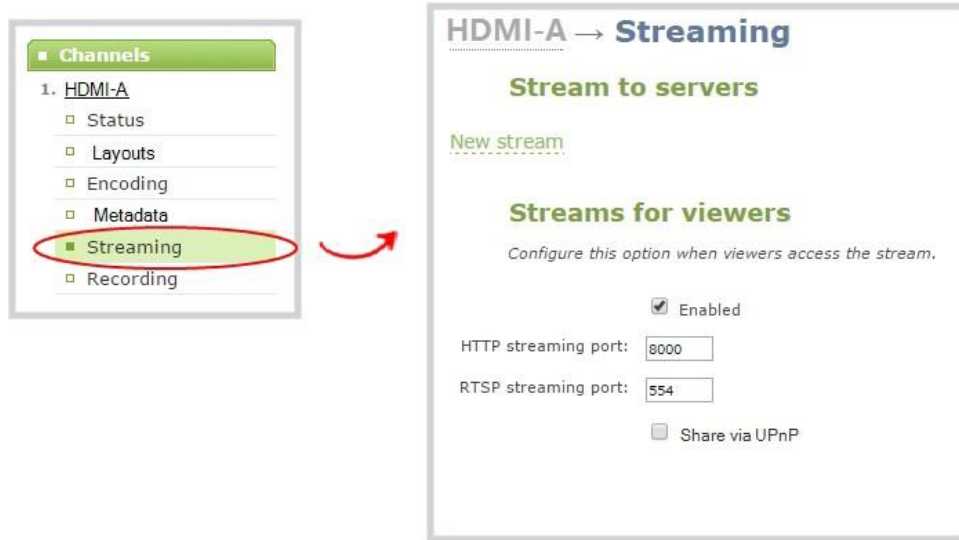 Channels
1. HDMI-A
Status
Layouts
Encoding
Metadata
Streaming
Recording
HDMI-A → Streaming
Stream to servers
New stream
Streams for viewers
Configure this option when viewers access the stream.
Enabled
HTTP streaming port: 8000
RTSP streaming port: 554
Share via UPnP